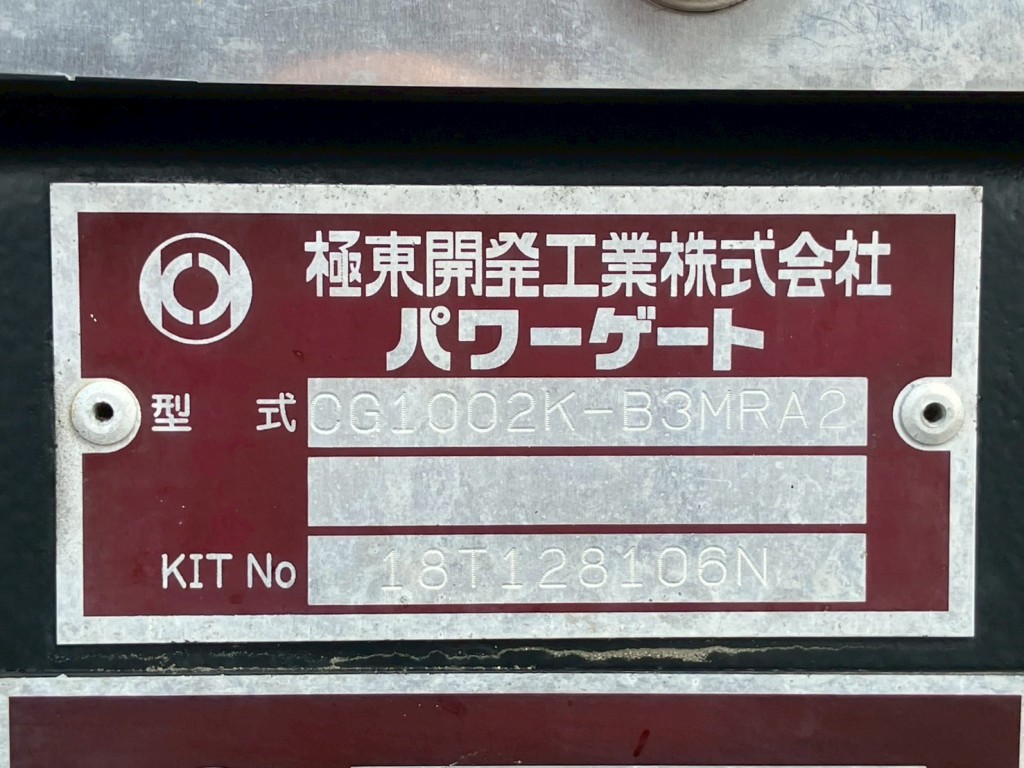 極東開発工業株式会社
パワーゲート
型 式 CG1002K-B3MRA2
KIT No 18T128106N